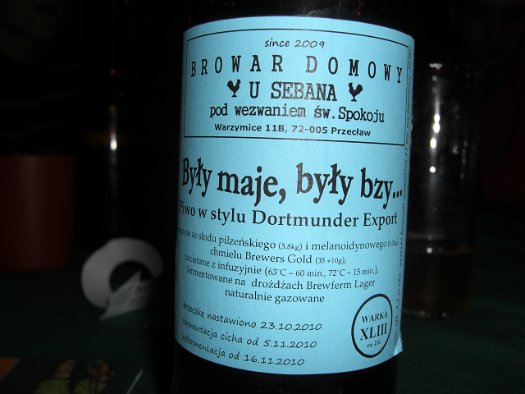 since 2009
BROWAR DOMOWY
U SEBANA
pod wezwaniem św. Spokoju
Warzymice 11B, 72-005 Przecław
Były maje, były bzy...
Piwo w stylu Dortmunder Export
ze słodu pilzeńskiego (5,8kg) i melanoidynowego
chmielu Brewers Gold (35 +10g),
zacierane z infuzyjnie (63°C – 60 min., 72°C – 15 min.),
fermentowane na drożdżach Brewferm Lager
naturalnie gazowane
brzeczkę nastawiono 23.10.2010
fermentacja cicha od 5.11.2010
refermentacja od 16.11.2010
WARKA
XLIII